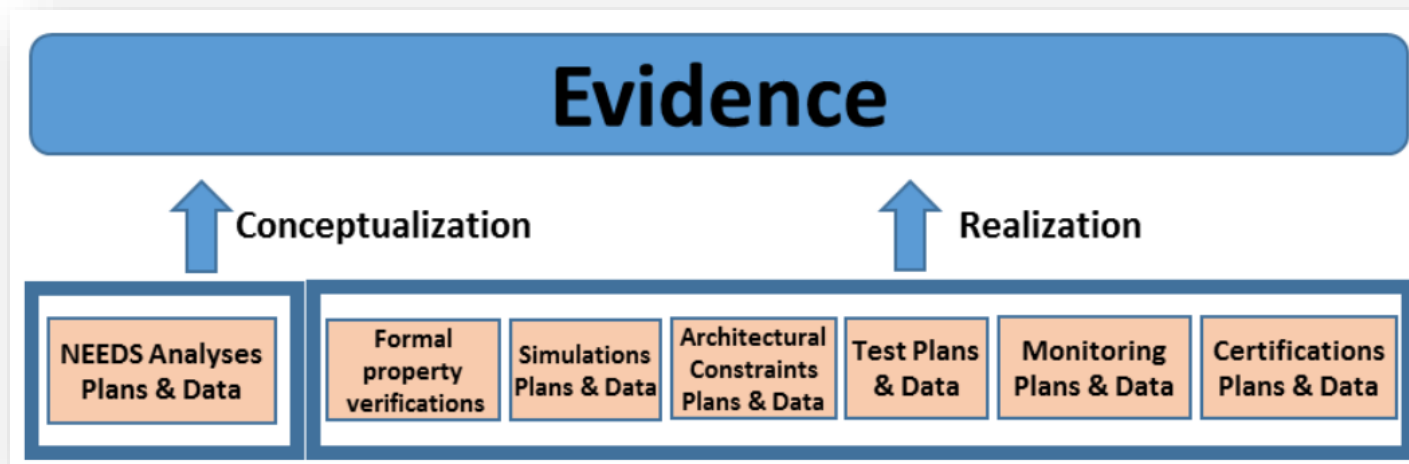 Evidence
Conceptualization
Realization
NEEDS Analyses
Plans & Data
Formal
property
verifications
Simulations
Plans & Data
Architectural
Constraints
Plans & Data
Test Plans
& Data
Monitoring
Plans & Data
Certifications
Plans & Data